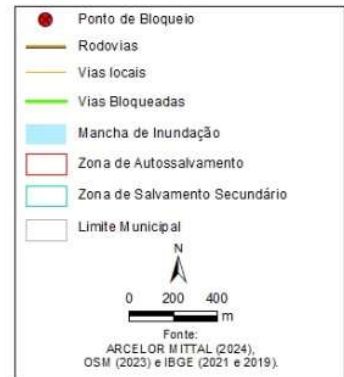 Ponto de Bloqueio
Rodovias
Vias locais
Vias Bloqueadas
Mancha de Inundação
Zona de Autossalvamento
Zona de Salvamento Secundário
Limite Municipal
N
0 200 400
m
Fonte:
ARCELOR MITTAL (2024),
OSM (2023) e IBGE (2021 e 2019).